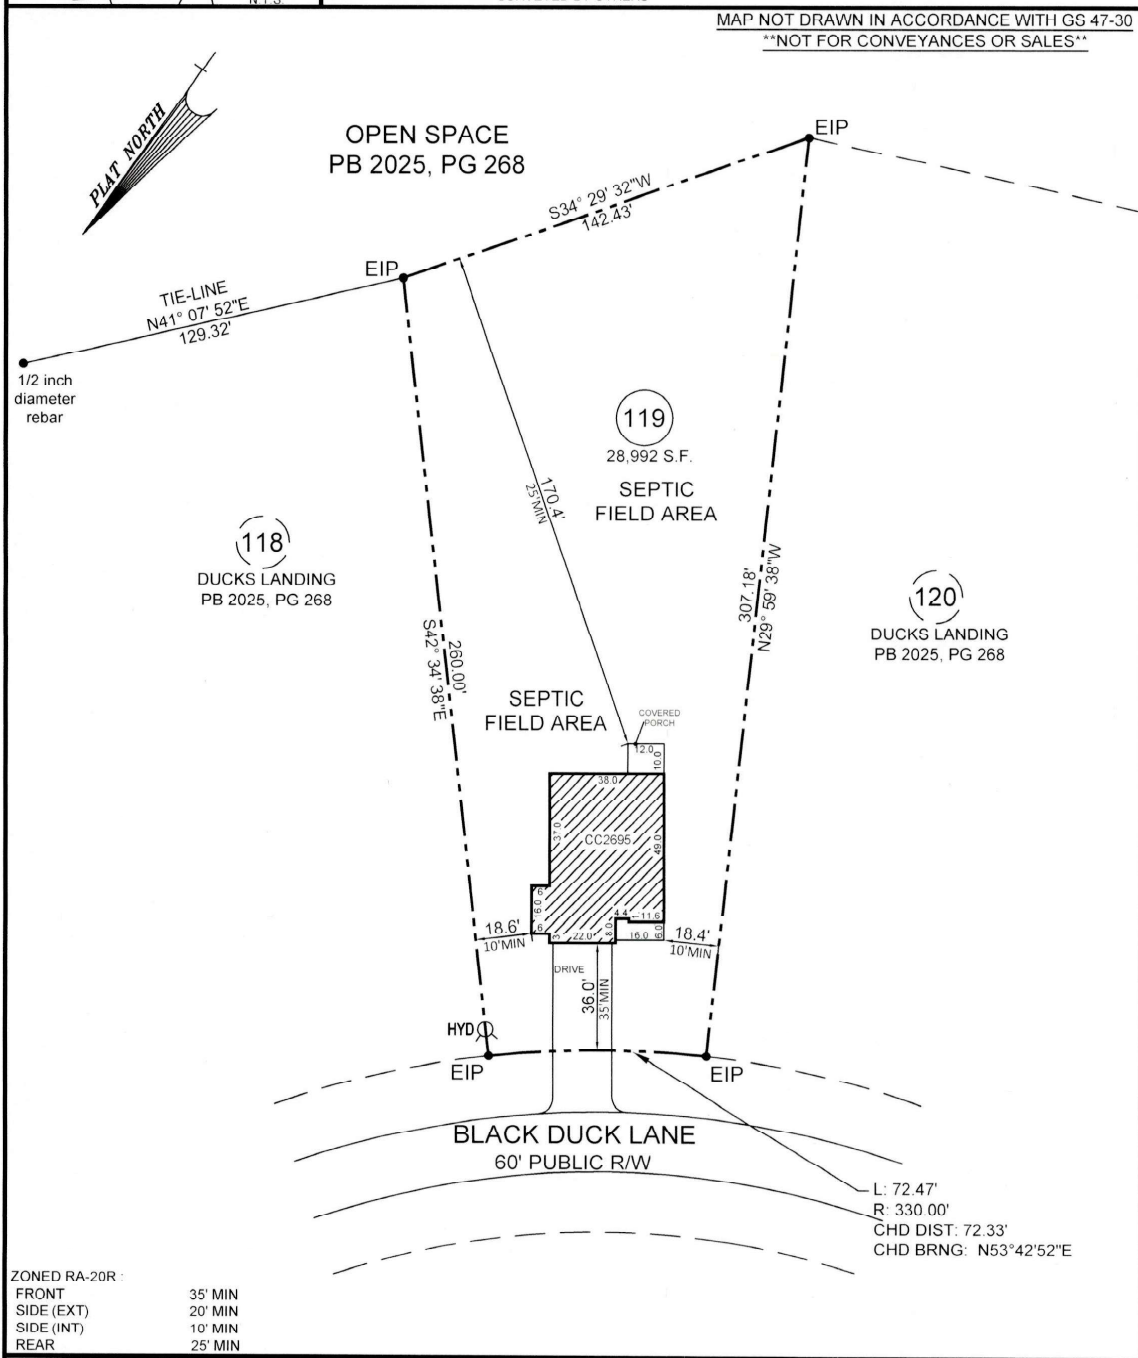 N.T.S.
MAP NOT DRAWN IN ACCORDANCE WITH GS 47-30
**NOT FOR CONVEYANCES OR SALES**
PLAT NORTH
OPEN SPACE
PB 2025, PG 268
EIP
S34° 29' 32"W
142.43'
EIP
TIE-LINE
N41° 07' 52"E
129.32'
1/2 inch
diameter
rebar
119
28,992 S.F.
SEPTIC
FIELD AREA
170.4'
25'MIN
118
DUCKS LANDING
PB 2025, PG 268
307.18'
N29° 59' 38"W
120
DUCKS LANDING
PB 2025, PG 268
260.00'
S42° 34' 38"E
SEPTIC
FIELD AREA
COVERED
PORCH
12.0
10.0
38.0
37.0
CC2695
49.0
6
16.0
6
3
22.0
8.0
4.4
11.6
16.0
6.0
18.6'
10'MIN
18.4'
10'MIN
DRIVE
36.0'
35'MIN
HYD
EIP
EIP
BLACK DUCK LANE
60' PUBLIC R/W
L: 72.47'
R: 330.00'
CHD DIST: 72.33'
CHD BRNG: N53°42'52"E
ZONED RA-20R :
FRONT 35' MIN
SIDE (EXT) 20' MIN
SIDE (INT) 10' MIN
REAR 25' MIN